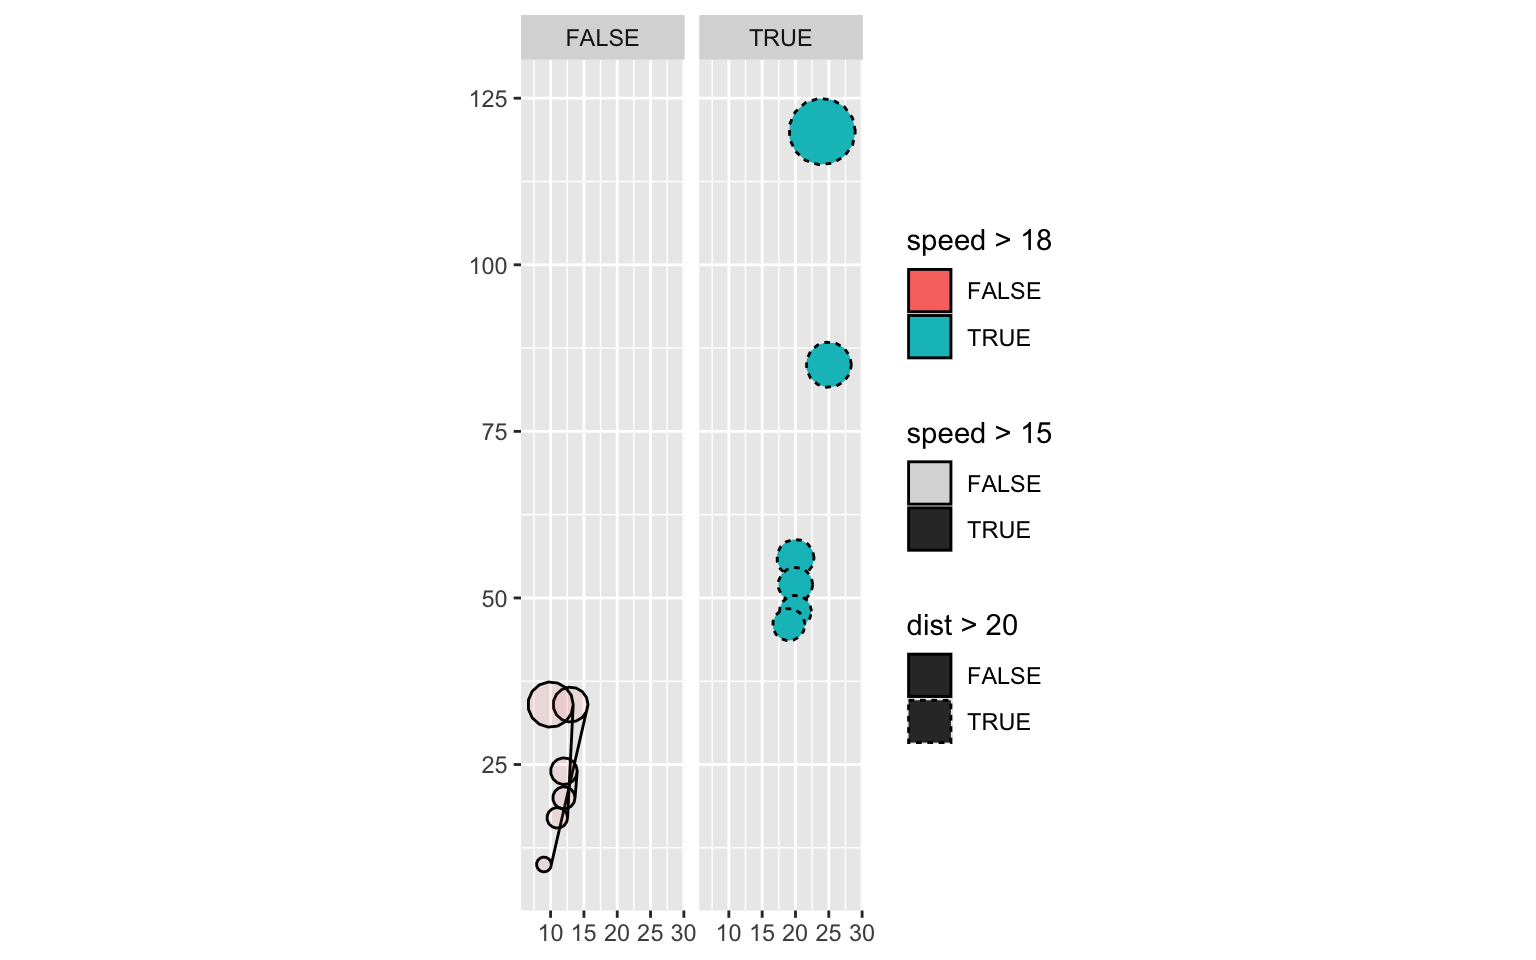 FALSE TRUE
125
100
75
50
25
10 15 20 25 30 10 15 20 25 30
speed > 18
FALSE
TRUE
speed > 15
FALSE
TRUE
dist > 20
FALSE
TRUE